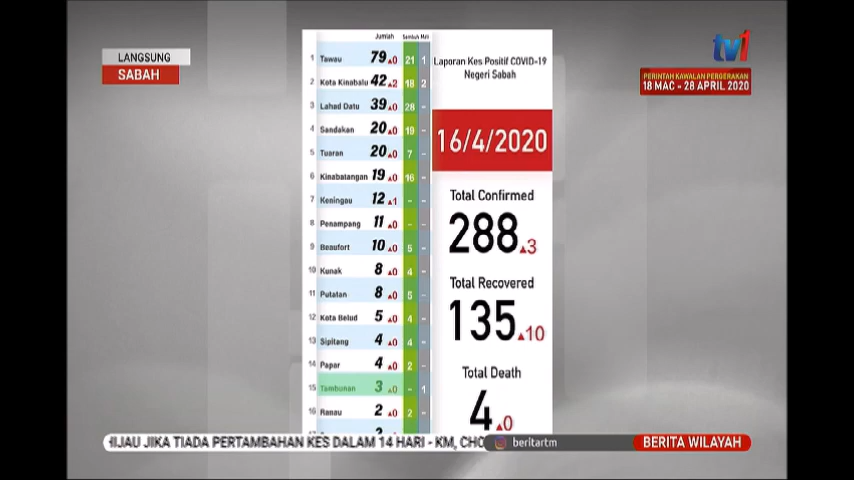 LANGSUNG
SABAH
tv1
PERINTAH KAWALAN PERGERAKAN
18 MAC - 28 APRIL 2020
Jumlah Sembuh Mati
1 Tawau 79 ▲0 21 1
2 Kota Kinabalu 42 ▲2 18 2
3 Lahad Datu 39 ▲0 28 -
4 Sandakan 20 ▲0 19 -
5 Tuaran 20 ▲0 7 -
6 Kinabatangan 19 ▲0 16 -
7 Keningau 12 ▲1 - -
8 Penampang 11 ▲0 - -
9 Beaufort 10 ▲0 5 -
10 Kunak 8 ▲0 4 -
11 Putatan 8 ▲0 5 -
12 Kota Belud 5 ▲0 4 -
13 Sipitang 4 ▲0 4 -
14 Papar 4 ▲0 2 -
15 Tambunan 3 ▲0 - 1
16 Ranau 2 ▲0 2 -
Laporan Kes Positif COVID-19
Negeri Sabah
16/4/2020
Total Confirmed
288 ▲3
Total Recovered
135 ▲10
Total Death
4 ▲0
HIJAU JIKA TIADA PERTAMBAHAN KES DALAM 14 HARI - KM, CHO
beritartm
BERITA WILAYAH